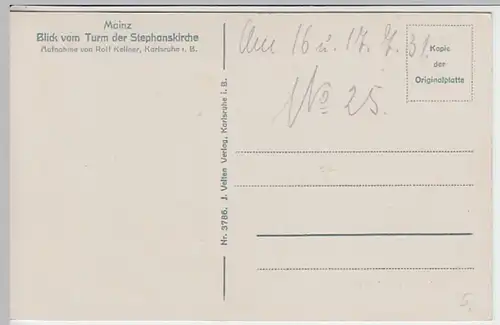 Mainz
Blick vom Turm der Stephanskirche
Aufnahme von Rolf Kellner, Karlsruhe i. B.
Am 16 u. 17. 7. 31.
No 25.
Kopie
der
Originalplatte
Nr. 3786. J. Velten Verlag, Karlsruhe i. B.
5.